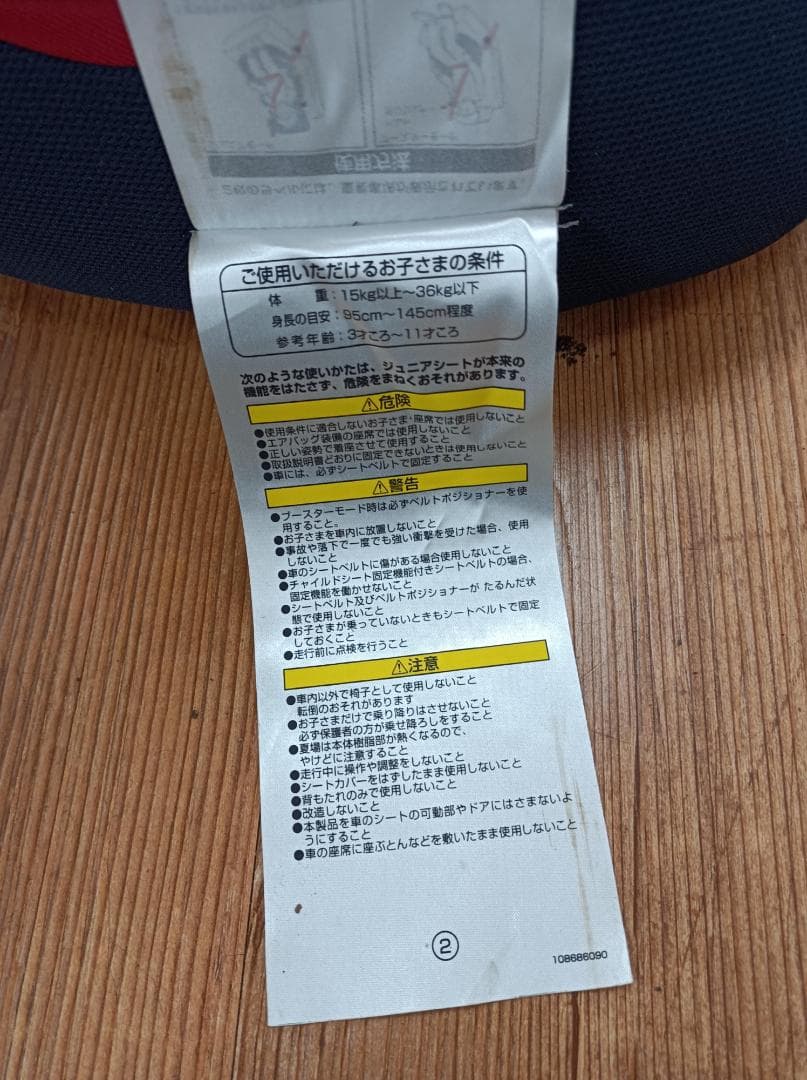 使用方法
ご使用いただけるお子さまの条件
体　重：15kg以上〜36kg以下
身長の目安：95cm〜145cm程度
参考年齢：3才ころ〜11才ころ
次のような使いかたは、ジュニアシートが本来の
機能をはたさず、危険をまねくおそれがあります。
⚠危険
●使用条件に適合しないお子さま・座席では使用しないこと
●エアバッグ装備の座席では使用しないこと
●正しい姿勢で着座させて使用すること
●取扱説明書どおりに固定できないときは使用しないこと
●車には、必ずシートベルトで固定すること
⚠警告
●ブースターモード時は必ずベルトポジショナーを使
用すること。
●お子さまを車内に放置しないこと
●事故や落下で一度でも強い衝撃を受けた場合、使用
しないこと
●車のシートベルトに傷がある場合使用しないこと
●チャイルドシート固定機能付きシートベルトの場合、
固定機能を働かせないこと
●シートベルト及びベルトポジショナーが たるんだ状
態で使用しないこと
●お子さまが乗っていないときもシートベルトで固定
しておくこと
●走行前に点検を行うこと
⚠注意
●車内以外で椅子として使用しないこと
転倒のおそれがあります
●お子さまだけで乗り降りはさせないこと
必ず保護者の方が乗せ降ろしをすること
●夏場は本体樹脂部が熱くなるので、
やけどに注意すること
●走行中に操作や調整をしないこと
●シートカバーをはずしたまま使用しないこと
●背もたれのみで使用しないこと
●改造しないこと
●本製品を車のシートの可動部やドアにはさまないよ
うにすること
●車の座席に座ぶとんなどを敷いたまま使用しないこと
②
108686090